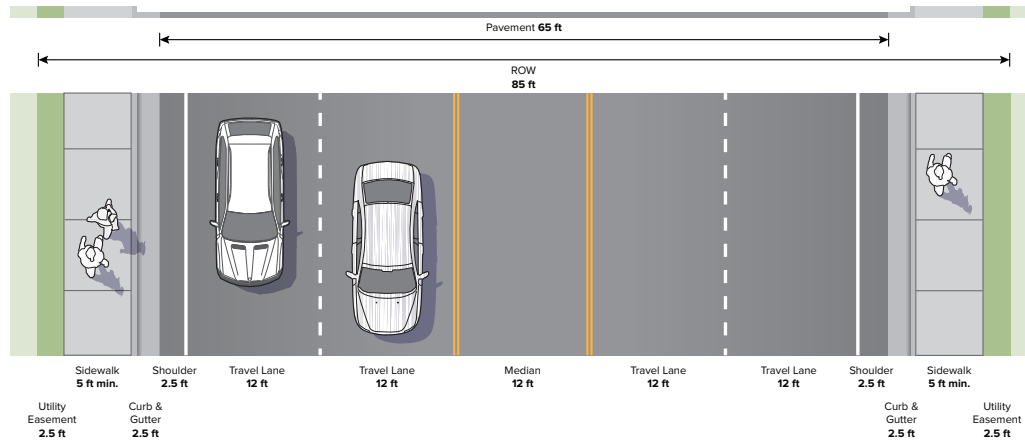 Pavement 65 ft
ROW
85 ft
Sidewalk
5 ft min.
Shoulder
2.5 ft
Travel Lane
12 ft
Travel Lane
12 ft
Median
12 ft
Travel Lane
12 ft
Travel Lane
12 ft
Shoulder
2.5 ft
Sidewalk
5 ft min.
Utility
Easement
2.5 ft
Curb &
Gutter
2.5 ft
Curb &
Gutter
2.5 ft
Utility
Easement
2.5 ft